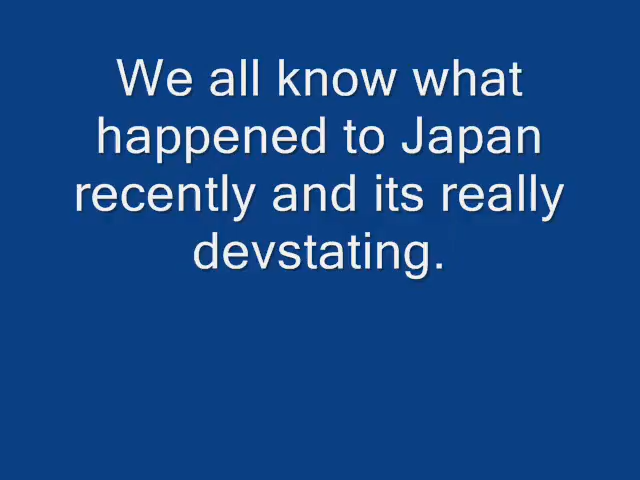 We all know what
happened to Japan
recently and its really
devstating.